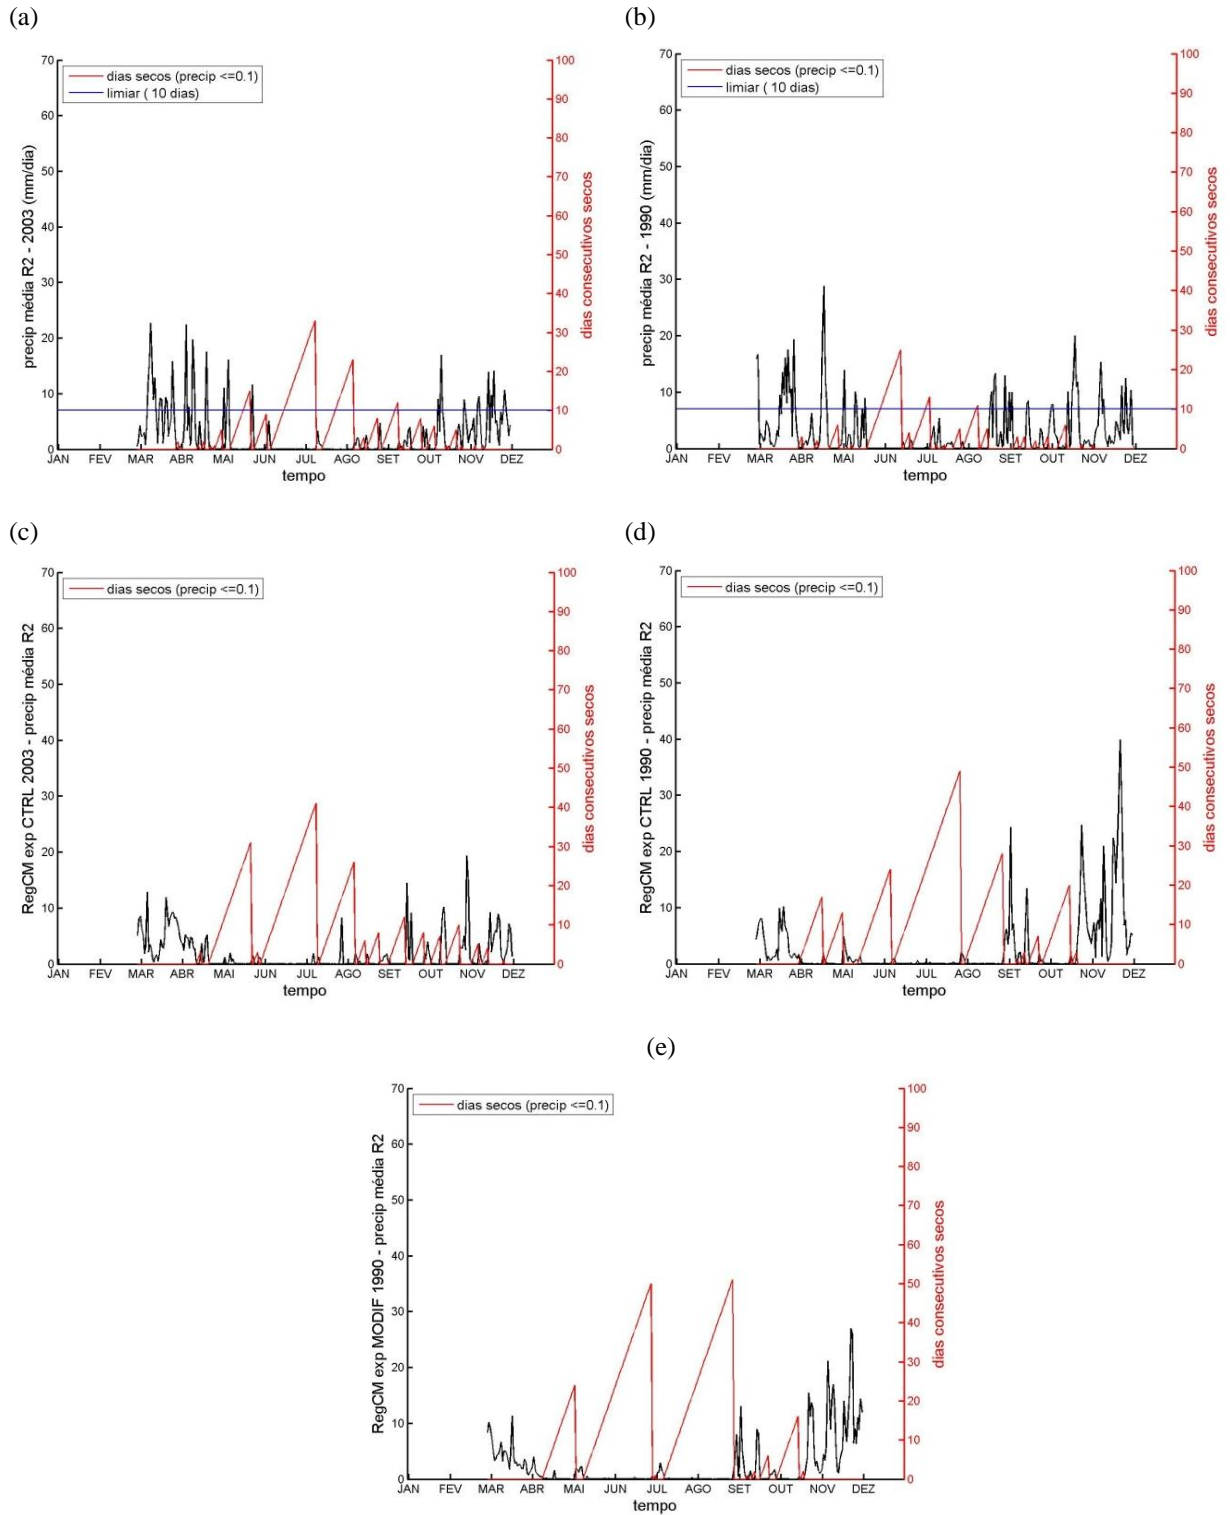 (a)
(b)
dias secos (precip <=0.1)
limiar ( 10 dias)
precip média R2 - 2003 (mm/dia)
70
60
50
40
30
20
10
0
100
90
80
70
60
50
40
30
20
10
0
dias consecutivos secos
JAN FEV MAR ABR MAI JUN JUL AGO SET OUT NOV DEZ
tempo
dias secos (precip <=0.1)
limiar ( 10 dias)
precip média R2 - 1990 (mm/dia)
70
60
50
40
30
20
10
0
100
90
80
70
60
50
40
30
20
10
0
dias consecutivos secos
JAN FEV MAR ABR MAI JUN JUL AGO SET OUT NOV DEZ
tempo
(c)
(d)
dias secos (precip <=0.1)
RegCM exp CTRL 2003 - precip média R2
70
60
50
40
30
20
10
0
100
90
80
70
60
50
40
30
20
10
0
dias consecutivos secos
JAN FEV MAR ABR MAI JUN JUL AGO SET OUT NOV DEZ
tempo
dias secos (precip <=0.1)
RegCM exp CTRL 1990 - precip média R2
70
60
50
40
30
20
10
0
100
90
80
70
60
50
40
30
20
10
0
dias consecutivos secos
JAN FEV MAR ABR MAI JUN JUL AGO SET OUT NOV DEZ
tempo
(e)
dias secos (precip <=0.1)
RegCM exp MODIF 1990 - precip média R2
70
60
50
40
30
20
10
0
100
90
80
70
60
50
40
30
20
10
0
dias consecutivos secos
JAN FEV MAR ABR MAI JUN JUL AGO SET OUT NOV DEZ
tempo